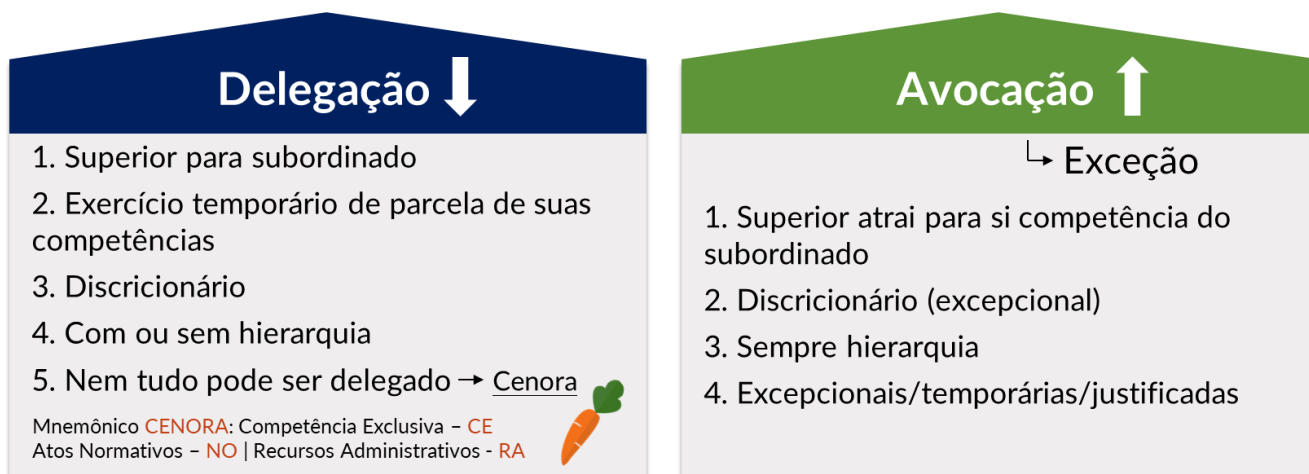 Delegação
1. Superior para subordinado
2. Exercício temporário de parcela de suas
competências
3. Discricionário
4. Com ou sem hierarquia
5. Nem tudo pode ser delegado → Cenora
Mnemônico CENORA: Competência Exclusiva – CE
Atos Normativos – NO | Recursos Administrativos - RA
Avocação
Exceção
1. Superior atrai para si competência do
subordinado
2. Discricionário (excepcional)
3. Sempre hierarquia
4. Excepcionais/temporárias/justificadas